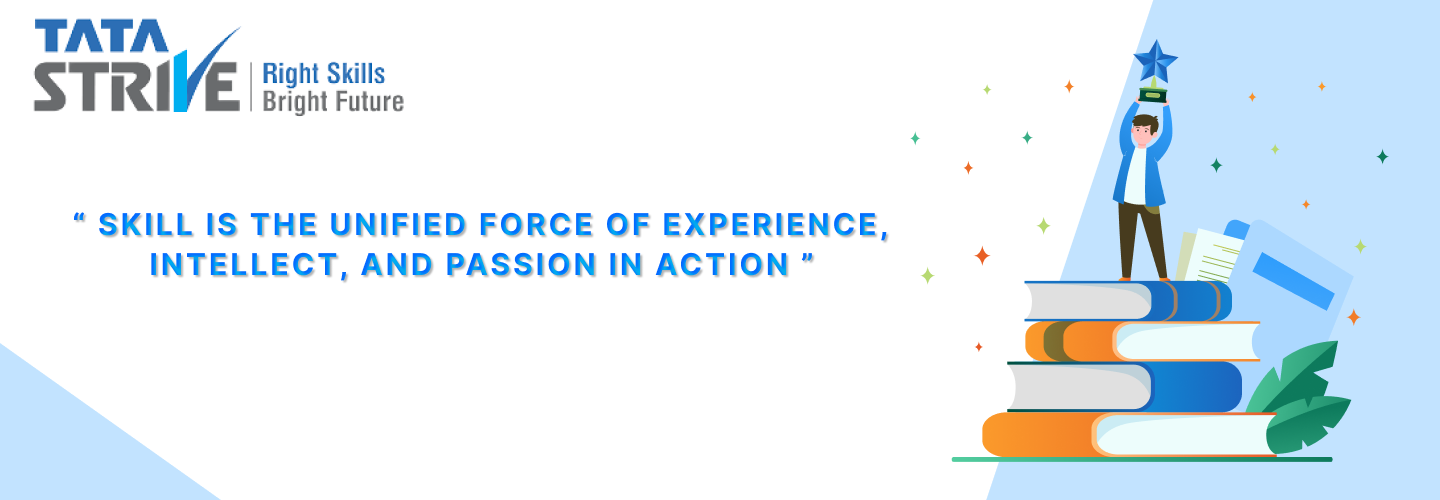 TATA
STRIVE
Right Skills
Bright Future
“ SKILL IS THE UNIFIED FORCE OF EXPERIENCE,
INTELLECT, AND PASSION IN ACTION ”